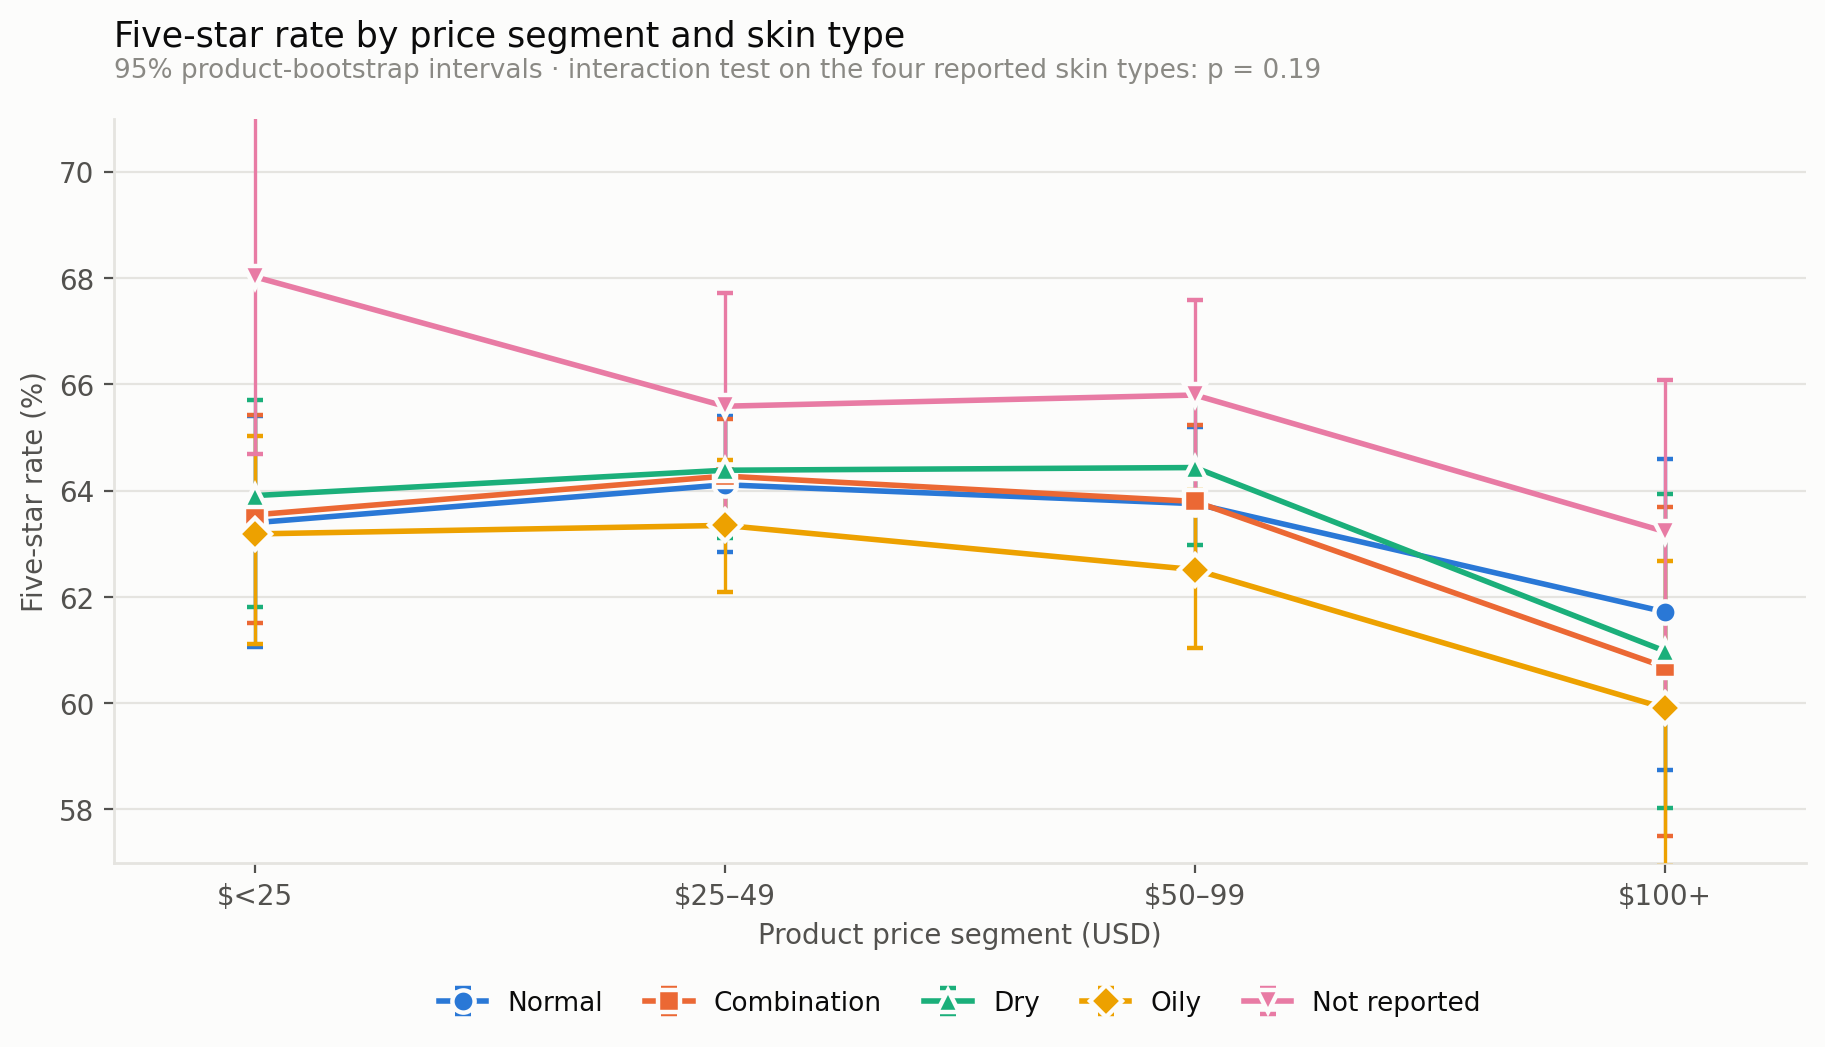 Five-star rate by price segment and skin type
95% product-bootstrap intervals · interaction test on the four reported skin types: p = 0.19
Five-star rate (%)
70
68
66
64
62
60
58
$<25
$25–49
$50–99
$100+
Product price segment (USD)
Normal
Combination
Dry
Oily
Not reported